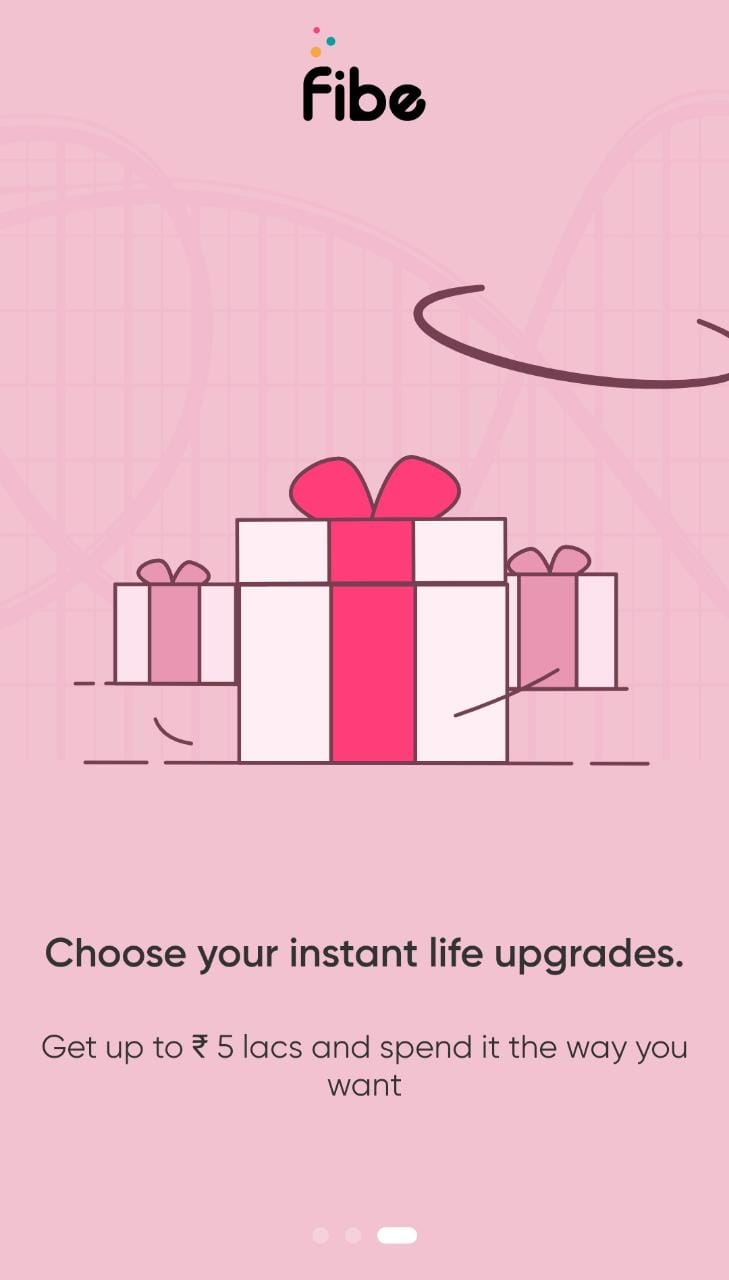 Fibe
Choose your instant life upgrades.
Get up to ₹ 5 lacs and spend it the way you
want